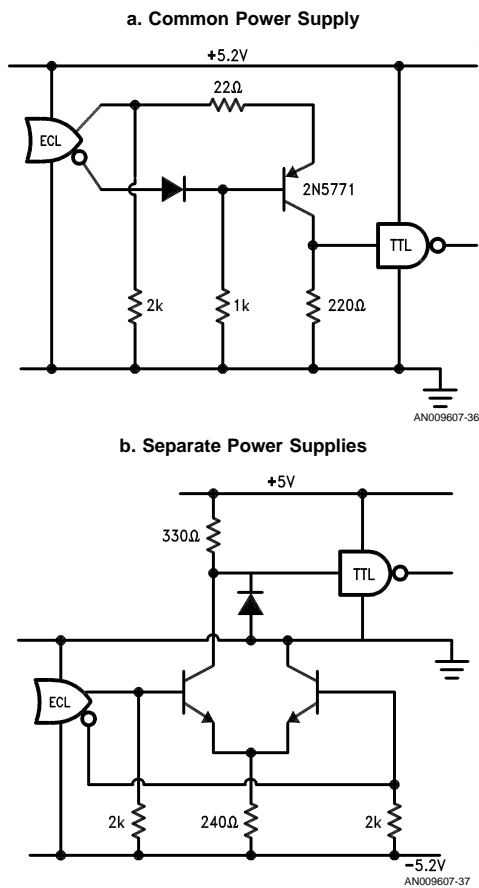 a. Common Power Supply
+5.2V
22Ω
ECL
2N5771
TTL
2k
1k
220Ω
AN009607-36
b. Separate Power Supplies
+5V
330Ω
TTL
ECL
2k
240Ω
2k
−5.2V
AN009607-37